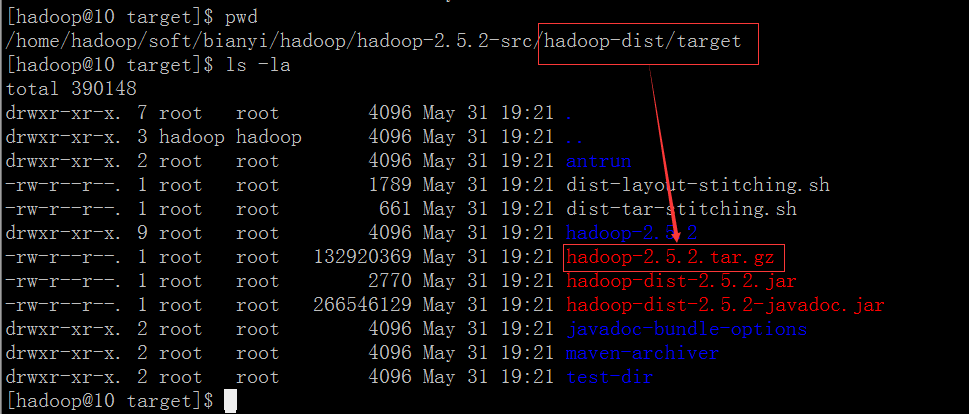 [hadoop@10 target]$ pwd
/home/hadoop/soft/bianyi/hadoop/hadoop-2.5.2-src/hadoop-dist/target
[hadoop@10 target]$ ls -la
total 390148
drwxr-xr-x. 7 root   root        4096 May 31 19:21 .
drwxr-xr-x. 3 hadoop hadoop      4096 May 31 19:21 ..
drwxr-xr-x. 2 root   root        4096 May 31 19:21 antrun
-rw-r--r--. 1 root   root        1789 May 31 19:21 dist-layout-stitching.sh
-rw-r--r--. 1 root   root         661 May 31 19:21 dist-tar-stitching.sh
drwxr-xr-x. 9 root   root        4096 May 31 19:21 hadoop-2.5.2
-rw-r--r--. 1 root   root   132920369 May 31 19:21 hadoop-2.5.2.tar.gz
-rw-r--r--. 1 root   root        2770 May 31 19:21 hadoop-dist-2.5.2.jar
-rw-r--r--. 1 root   root   266546129 May 31 19:21 hadoop-dist-2.5.2-javadoc.jar
drwxr-xr-x. 2 root   root        4096 May 31 19:21 javadoc-bundle-options
drwxr-xr-x. 2 root   root        4096 May 31 19:21 maven-archiver
drwxr-xr-x. 2 root   root        4096 May 31 19:21 test-dir
[hadoop@10 target]$